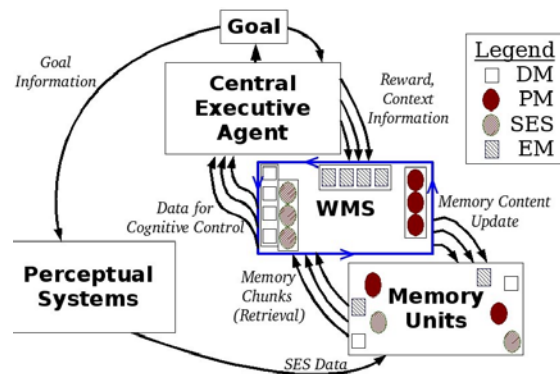 Goal
Goal
Information
Central
Executive
Agent
Reward,
Context
Information
Legend
DM
PM
SES
EM
Data for
Cognitive Control
WMS
Memory Content
Update
Perceptual
Systems
Memory
Chunks
(Retrieval)
Memory
Units
SES Data